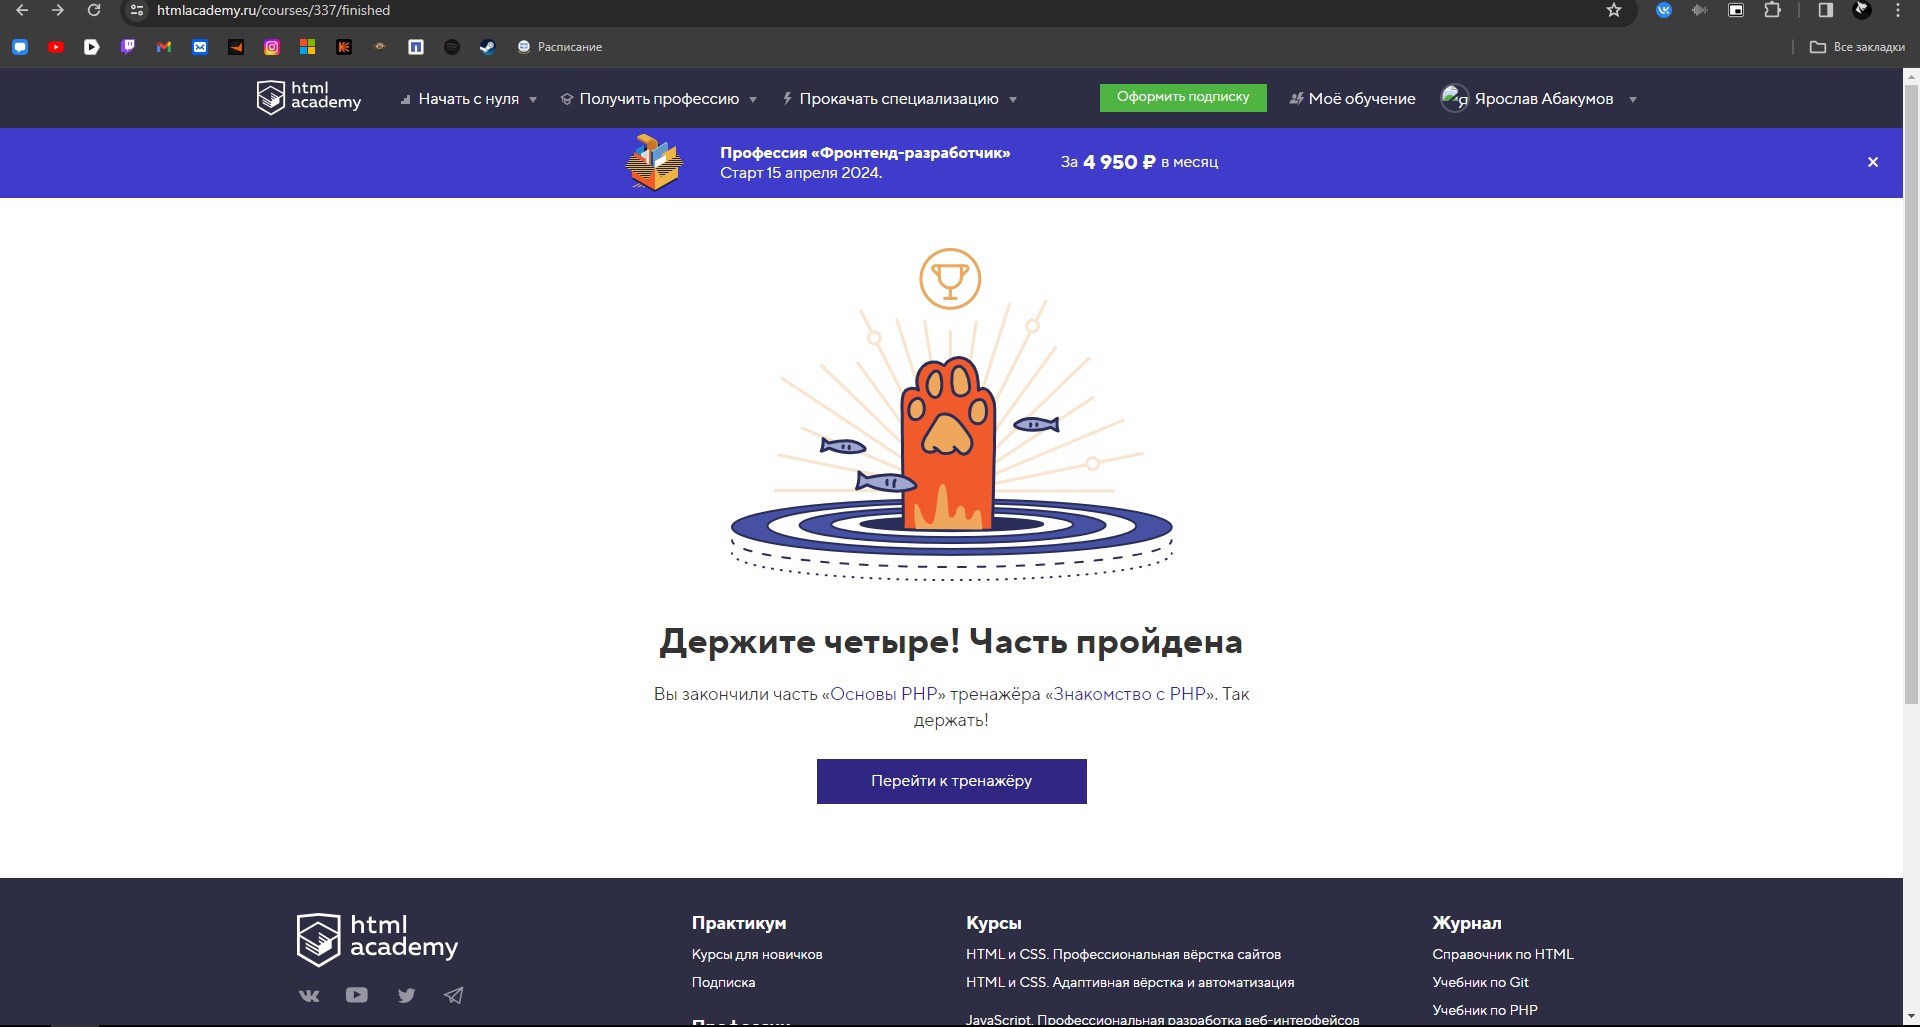 htmlacademy.ru/courses/337/finished
Расписание
Все закладки
html
academy
Начать с нуля
Получить профессию
Прокачать специализацию
Оформить подписку
Моё обучение
Я
Ярослав Абакумов
Профессия «Фронтенд-разработчик»
Старт 15 апреля 2024.
За 4 950 ₽ в месяц
Держите четыре! Часть пройдена
Вы закончили часть «Основы PHP» тренажёра «Знакомство с PHP». Так
держать!
Перейти к тренажёру
html
academy
Практикум
Курсы для новичков
Подписка
Курсы
HTML и CSS. Профессиональная вёрстка сайтов
HTML и CSS. Адаптивная вёрстка и автоматизация
JavaScript. Профессиональная разработка веб-интерфейсов
Журнал
Справочник по HTML
Учебник по Git
Учебник по PHP